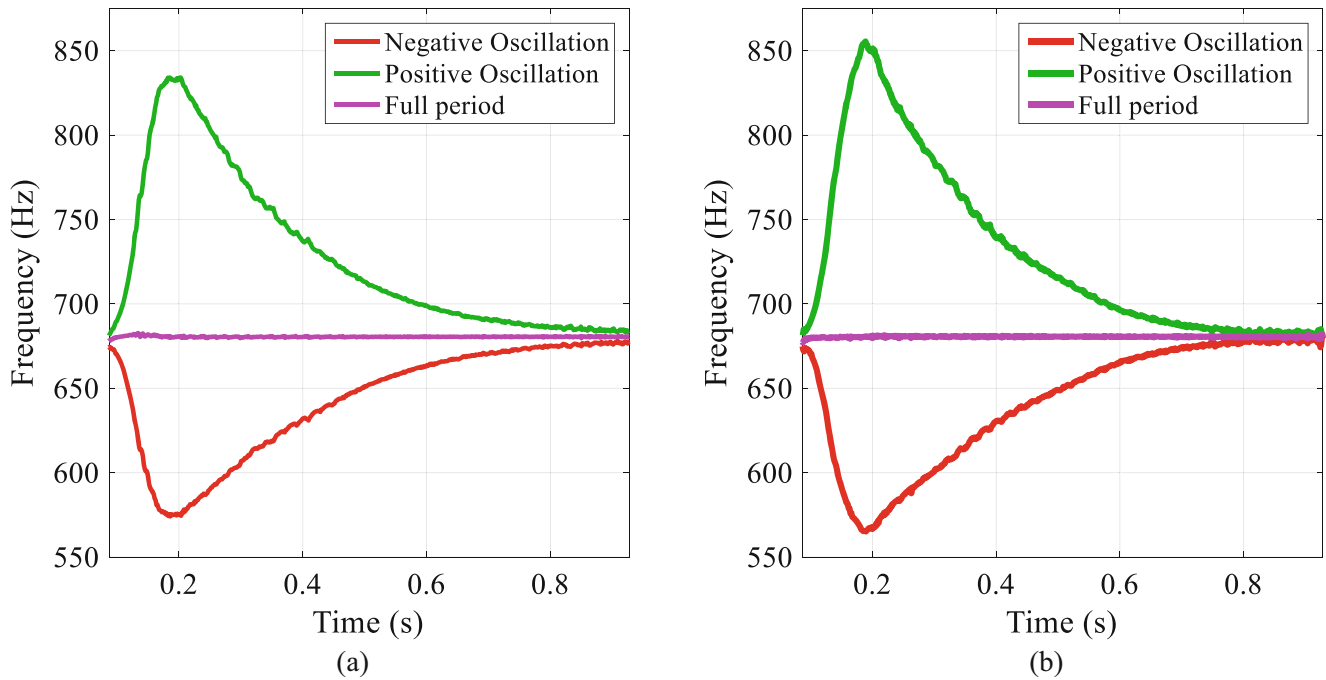 850
800
750
700
650
600
550
Frequency (Hz)
0.2
0.4
0.6
0.8
Time (s)
Negative Oscillation
Positive Oscillation
Full period
(a)
850
800
750
700
650
600
550
Frequency (Hz)
0.2
0.4
0.6
0.8
Time (s)
Negative Oscillation
Positive Oscillation
Full period
(b)